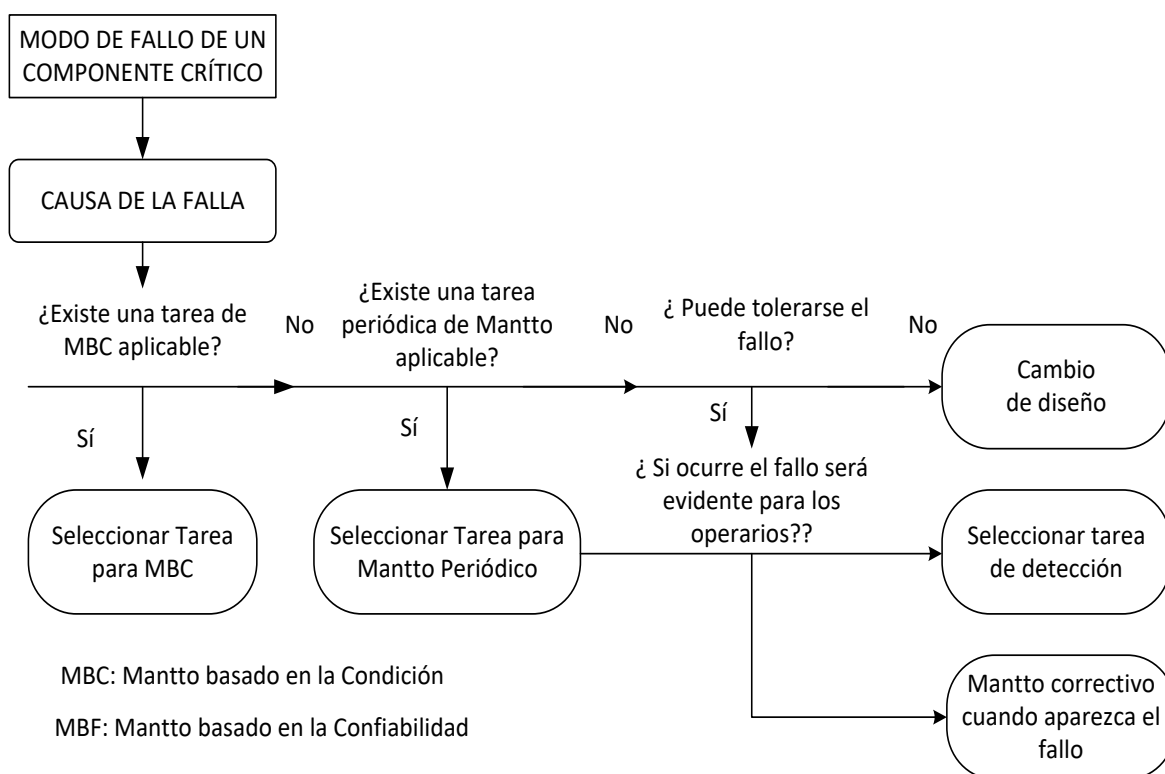 MODO DE FALLO DE UN
COMPONENTE CRÍTICO
CAUSA DE LA FALLA
¿Existe una tarea de
MBC aplicable?
No
¿Existe una tarea
periódica de Mantto
aplicable?
No
¿ Puede tolerarse el
fallo?
No
Cambio
de diseño
Sí
Sí
Sí
¿ Si ocurre el fallo será
evidente para los
operarios??
Seleccionar Tarea
para MBC
Seleccionar Tarea para
Mantto Periódico
Seleccionar tarea
de detección
MBC: Mantto basado en la Condición
MBF: Mantto basado en la Confiabilidad
Mantto correctivo
cuando aparezca el
fallo